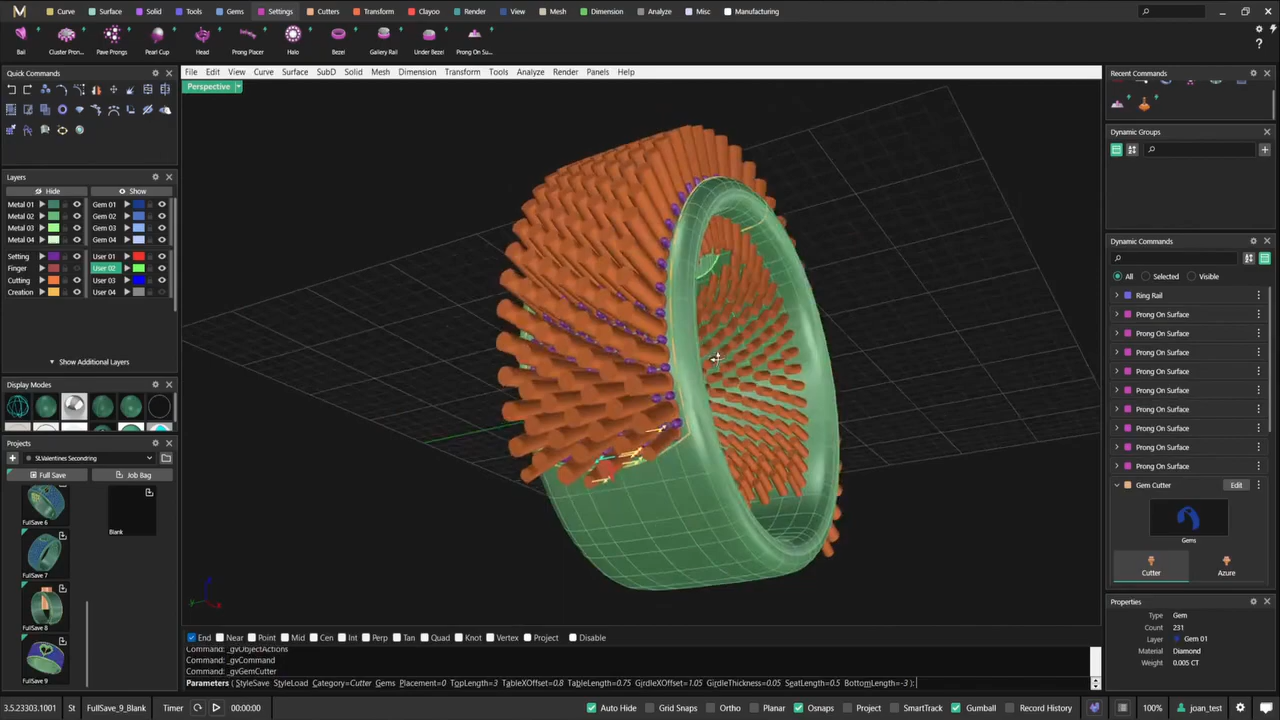 Curve Surface Solid Tools Gems Settings Cutters Transform Clayoo Render View Mesh Dimension Analyze Misc Manufacturing
Bail Cluster Pron... Pave Prongs Pearl Cup Head Prong Placer Halo Bezel Gallery Rail Under Bezel Prong On Su...
Quick Commands
File Edit View Curve Surface SubD Solid Mesh Dimension Transform Tools Analyze Render Panels Help
Recent Commands
Perspective
Dynamic Groups
Layers
Hide Show
Metal 01 Gem 01
Metal 02 Gem 02
Metal 03 Gem 03
Metal 04 Gem 04
Setting User 01
Finger User 02
Cutting User 03
Creation User 04
Show Additional Layers
Display Modes
Projects
St.Valentines Secondring
Full Save Job Bag
FullSave 6
Blank
FullSave 7
FullSave 8
FullSave 9
Dynamic Commands
All Selected Visible
Ring Rail
Prong On Surface
Prong On Surface
Prong On Surface
Prong On Surface
Prong On Surface
Prong On Surface
Prong On Surface
Prong On Surface
Prong On Surface
Gem Cutter Edit
Gems
Cutter Azure
Properties
Type Gem
Count 231
Layer Gem 01
Material Diamond
Weight 0.005 CT
End Near Point Mid Cen Int Perp Tan Quad Knot Vertex Project Disable
Command: _gvObjectActions
Command: _gvCommand
Command: _gvGemCutter
Parameters ( StyleSave StyleLoad Category=Cutter Gems Placement=0 TopLength=3 TableXOffset=0.8 TableLength=0.75 GirdleXOffset=1.05 GirdleThickness=0.05 SeatLength=0.5 BottomLength=-3 ):
3.5.23303.1001 St FullSave_9_Blank Timer 00:00:00 Auto Hide Grid Snaps Ortho Planar Osnaps Project SmartTrack Gumball Record History 100% joan_test